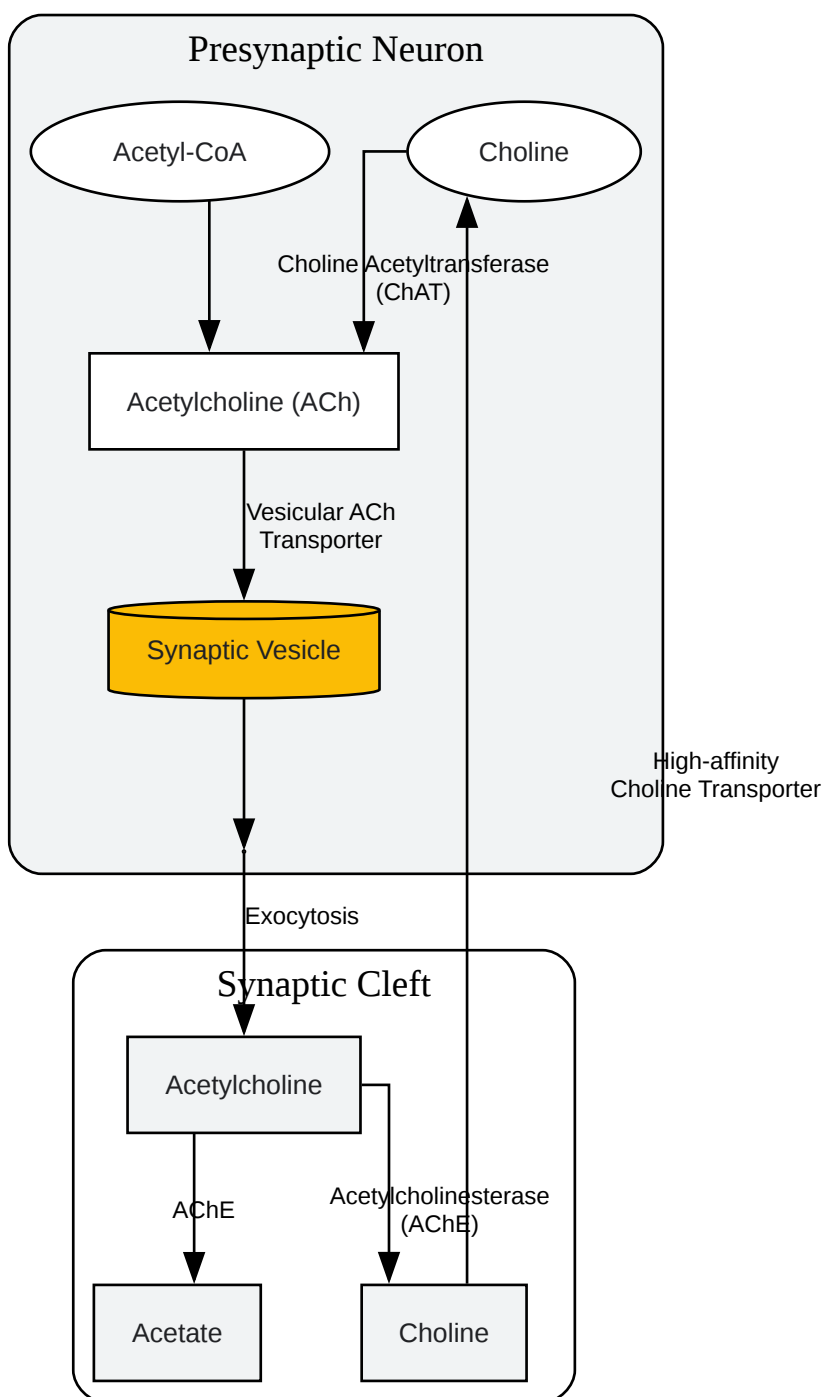 Presynaptic Neuron
Acetyl-CoA
Choline
Choline Acetyltransferase
(ChAT)
Acetylcholine (ACh)
Vesicular ACh
Transporter
Synaptic Vesicle
High-affinity
Choline Transporter
Exocytosis
Synaptic Cleft
Acetylcholine
AChE
Acetylcholinesterase
(AChE)
Acetate
Choline